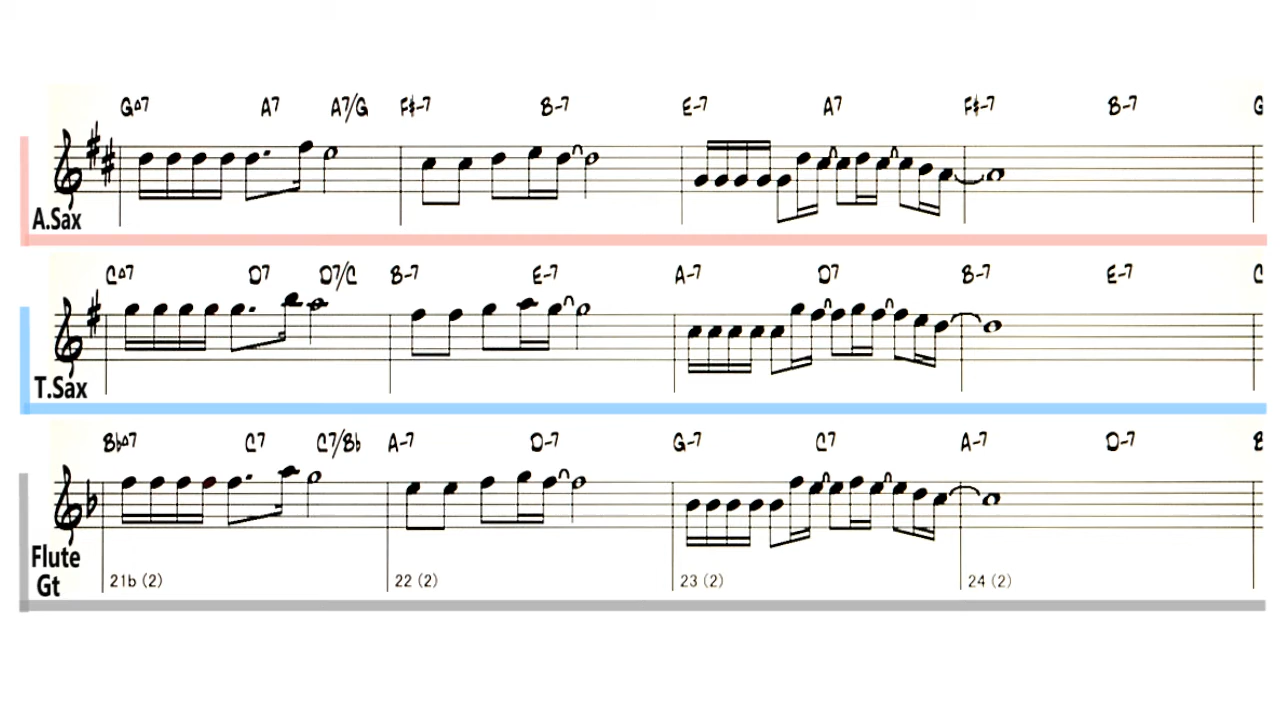 G△7 A7 A7/G F#-7 B-7 E-7 A7 F#-7 B-7 G
A.Sax
C△7 D7 D7/C B-7 E-7 A-7 D7 B-7 E-7 C
T.Sax
Bb△7 C7 C7/Bb A-7 D-7 G-7 C7 A-7 D-7 B
Flute
Gt
21b (2) 22 (2) 23 (2) 24 (2)